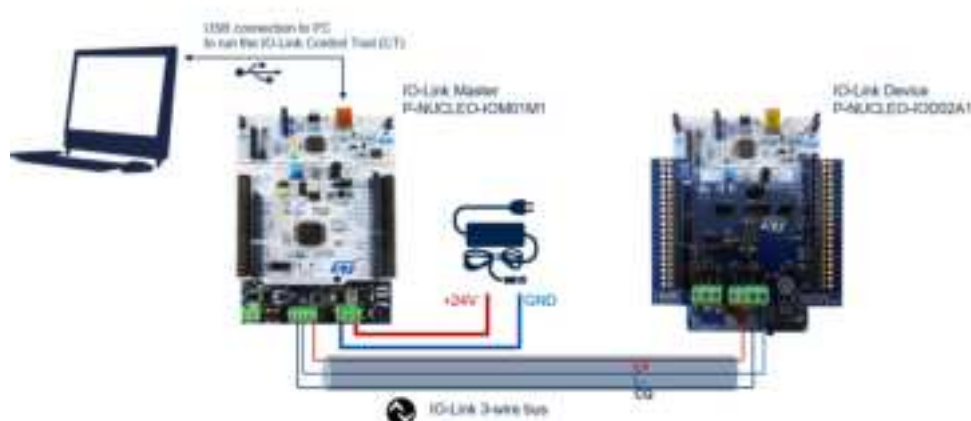 USB connection to PC
to run the IO-Link Control Tool (CT)
IO-Link Master
P-NUCLEO-IOM01M1
IO-Link Device
P-NUCLEO-IOD02A1
+24V
GND
L+
CQ
IO-Link 3-wire bus